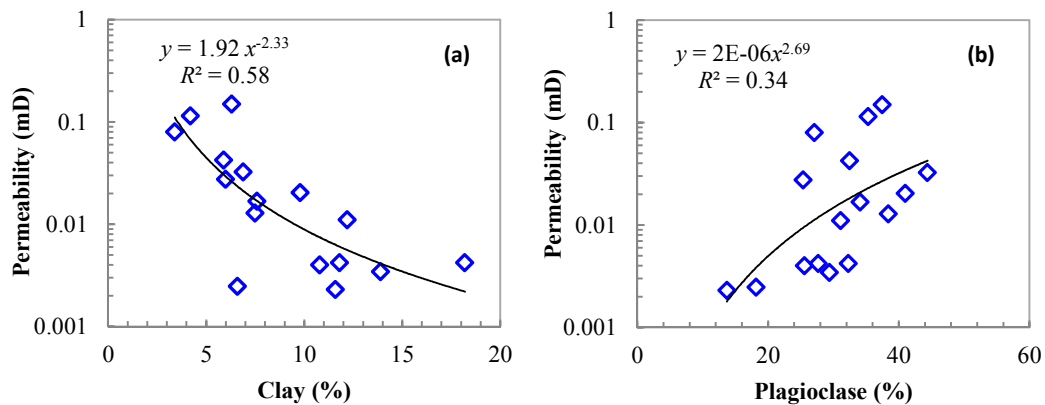 y = 1.92 x^-2.33
R² = 0.58
(a)
Permeability (mD)
1
0.1
0.01
0.001
0 5 10 15 20
Clay (%)
y = 2E-06x^2.69
R² = 0.34
(b)
Permeability (mD)
1
0.1
0.01
0.001
0 20 40 60
Plagioclase (%)